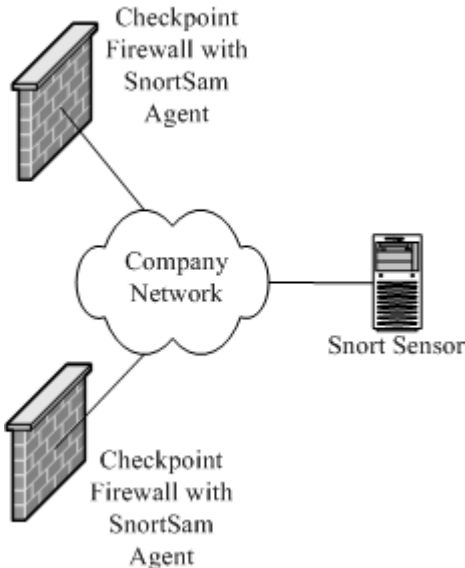 Checkpoint
Firewall with
SnortSam
Agent
Company
Network
Snort Sensor
Checkpoint
Firewall with
SnortSam
Agent